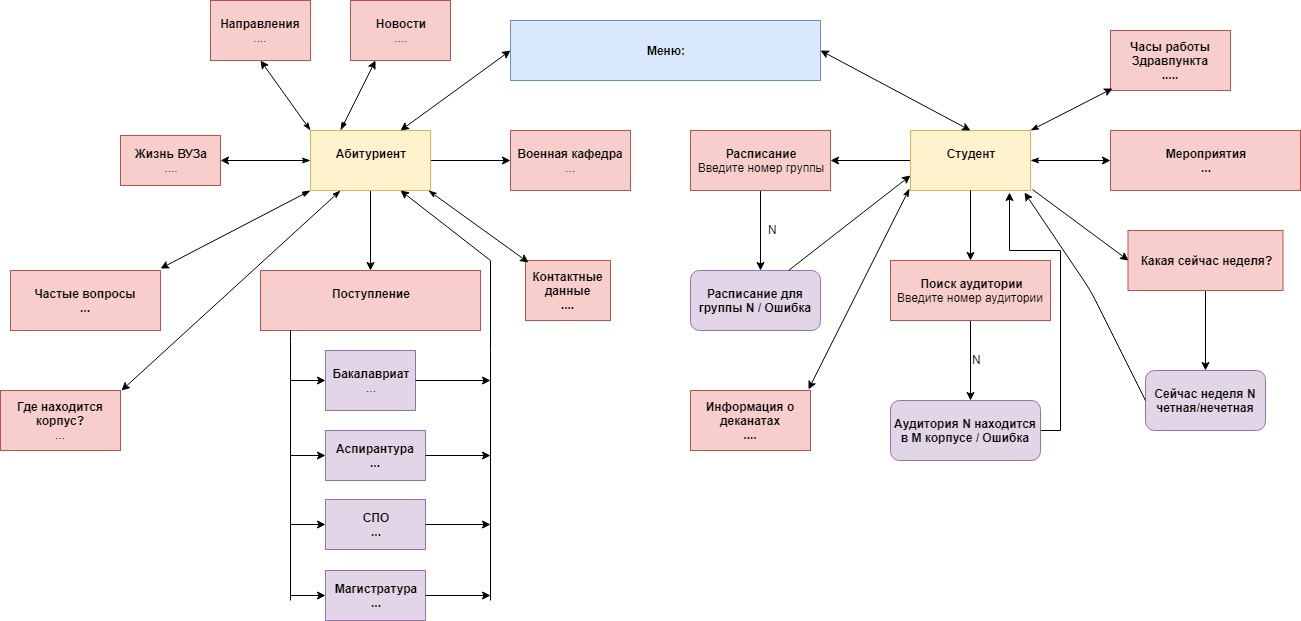 Направления
....
Новости
....
Меню:
Часы работы
Здравпункта
.....
Жизнь ВУЗа
....
Абитуриент
Военная кафедра
...
Расписание
Введите номер группы
Студент
Мероприятия
...
N
Частые вопросы
...
Поступление
Контактные
данные
....
Расписание для
группы N / Ошибка
Поиск аудитории
Введите номер аудитории
Какая сейчас неделя?
N
Бакалавриат
...
Где находится
корпус?
...
Информация о
деканатах
....
Аудитория N находится
в М корпусе / Ошибка
Сейчас неделя N
четная/нечетная
Аспирантура
...
СПО
...
Магистратура
...